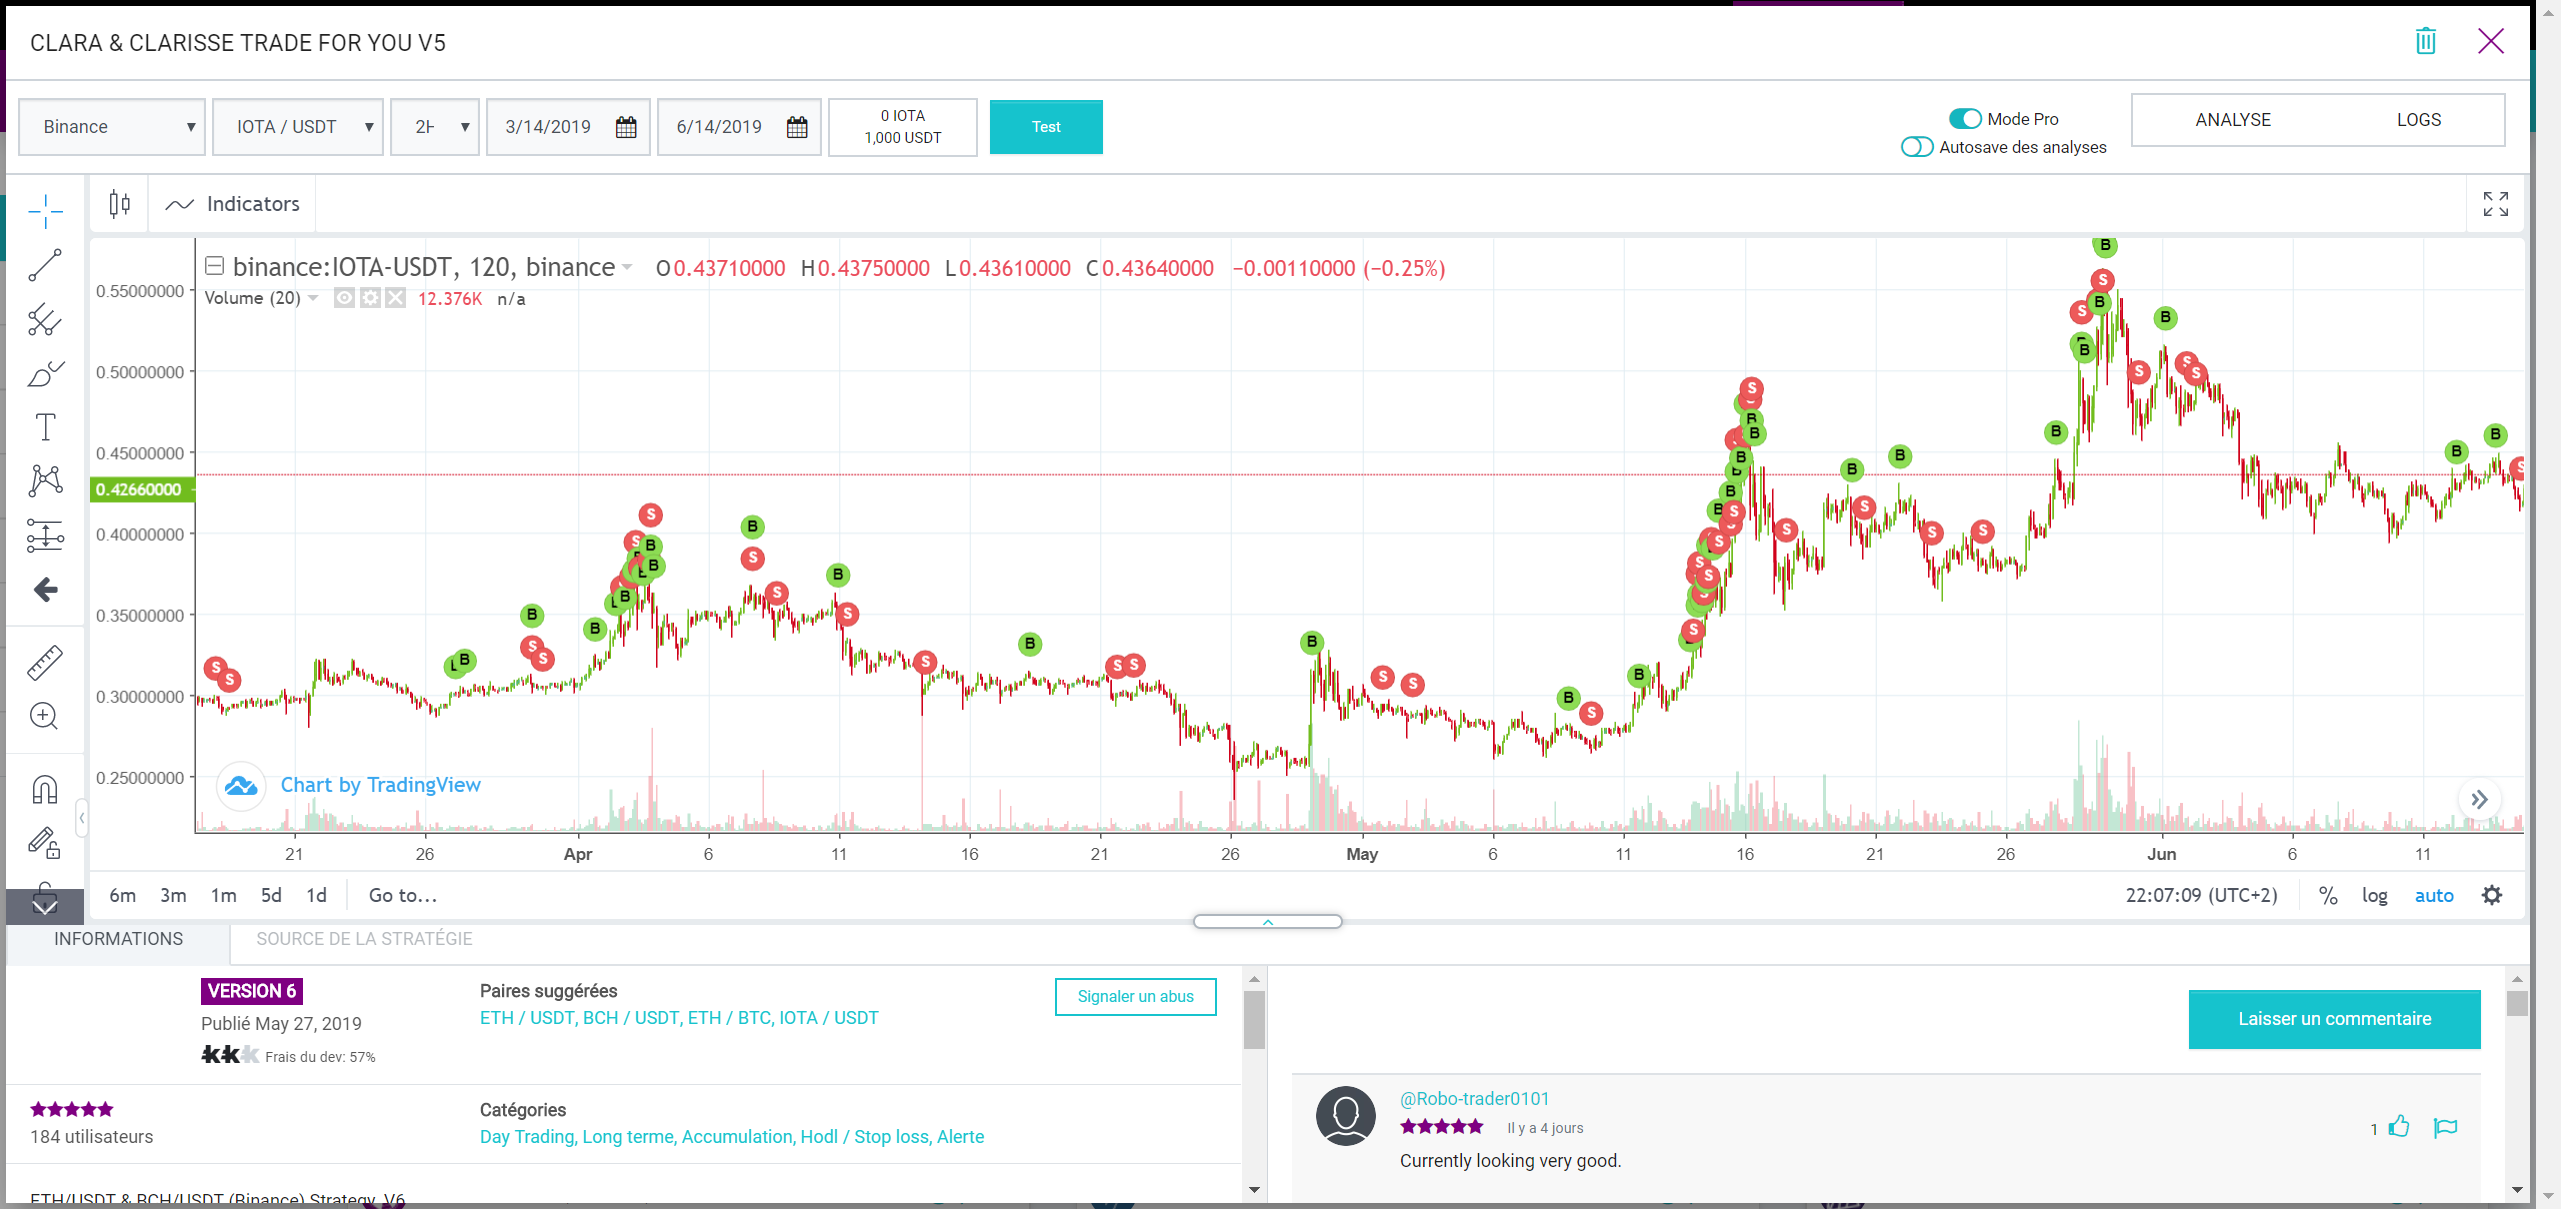 CLARA & CLARISSE TRADE FOR YOU V5
Binance
IOTA / USDT
3/14/2019
6/14/2019
0 IOTA
1,000 USDT
Test
Mode Pro
Autosave des analyses
ANALYSE
LOGS
Indicators
binance:IOTA-USDT, 120, binance
O0.43710000 H0.43750000 L0.43610000 C0.43640000 −0.00110000 (−0.25%)
Volume (20) 12.376K n/a
0.55000000
0.50000000
0.45000000
0.42660000
0.40000000
0.35000000
0.30000000
0.25000000
Chart by TradingView
21 26 Apr 6 11 16 21 26 May 6 11 16 21 26 Jun 6 11
6m 3m 1m 5d 1d Go to...
22:07:09 (UTC+2) % log auto
INFORMATIONS
SOURCE DE LA STRATÉGIE
VERSION 6
Publié May 27, 2019
Frais du dev: 57%
Paires suggérées
ETH / USDT, BCH / USDT, ETH / BTC, IOTA / USDT
Signaler un abus
184 utilisateurs
Catégories
Day Trading, Long terme, Accumulation, Hodl / Stop loss, Alerte
ETH/USDT & BCH/USDT (Binance) Strategy V6
Laisser un commentaire
@Robo-trader0101
Il y a 4 jours
1
Currently looking very good.